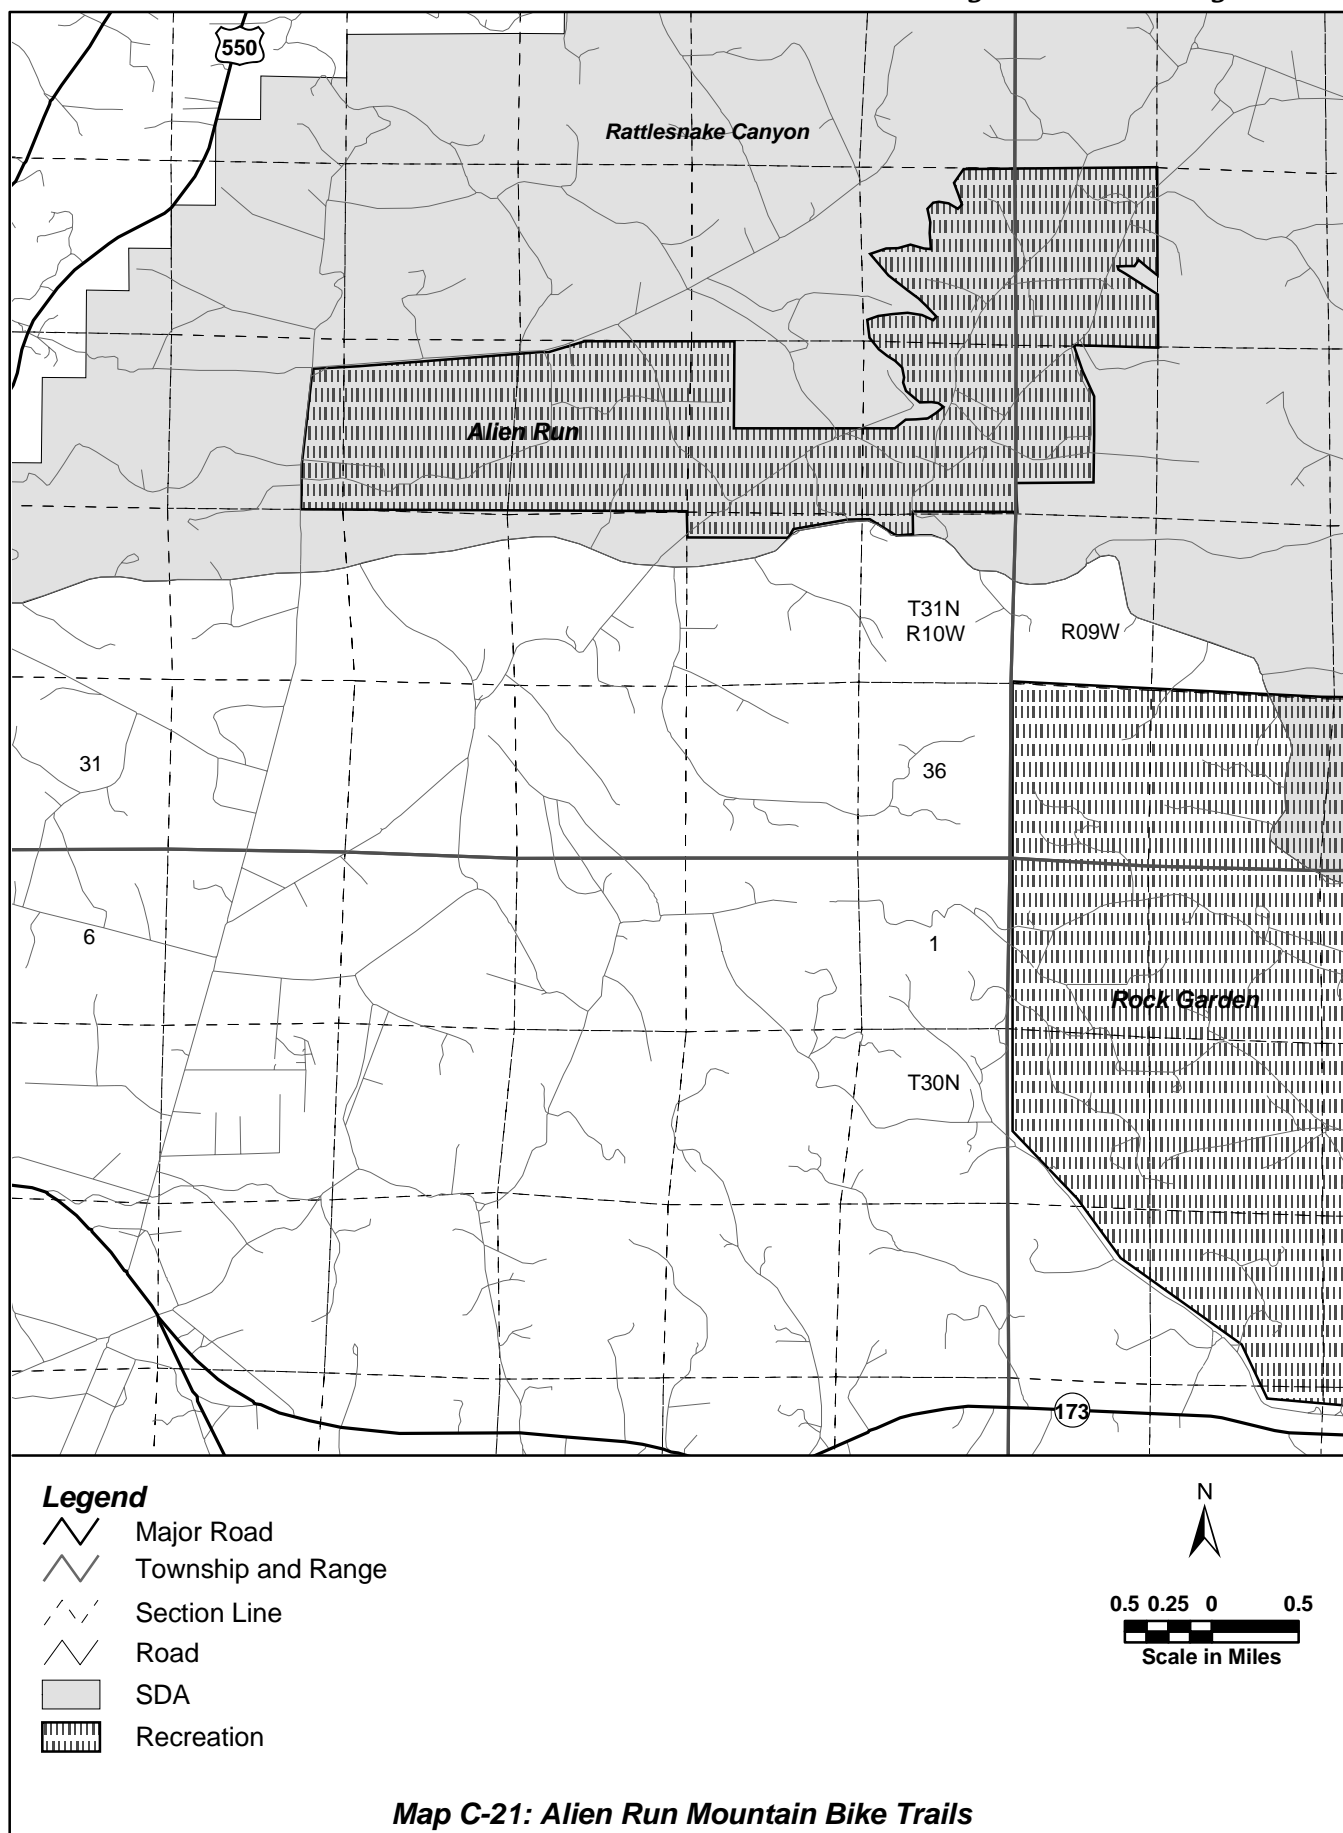 550
Rattlesnake Canyon
Alien Run
T31N
R10W
R09W
31
36
6
1
Rock Garden
T30N
173
Legend
Major Road
Township and Range
Section Line
Road
SDA
Recreation
N
0.5 0.25 0 0.5
Scale in Miles
Map C-21: Alien Run Mountain Bike Trails